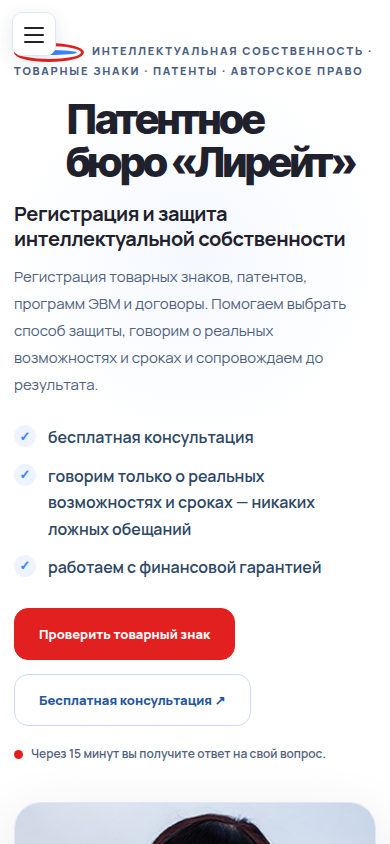 ИНТЕЛЛЕКТУАЛЬНАЯ СОБСТВЕННОСТЬ ·
ТОВАРНЫЕ ЗНАКИ · ПАТЕНТЫ · АВТОРСКОЕ ПРАВО
Патентное
бюро «Лирейт»
Регистрация и защита
интеллектуальной собственности
Регистрация товарных знаков, патентов,
программ ЭВМ и договоры. Помогаем выбрать
способ защиты, говорим о реальных
возможностях и сроках и сопровождаем до
результата.
✓ бесплатная консультация
✓ говорим только о реальных
возможностях и сроках — никаких
ложных обещаний
✓ работаем с финансовой гарантией
Проверить товарный знак
Бесплатная консультация ↗
Через 15 минут вы получите ответ на свой вопрос.